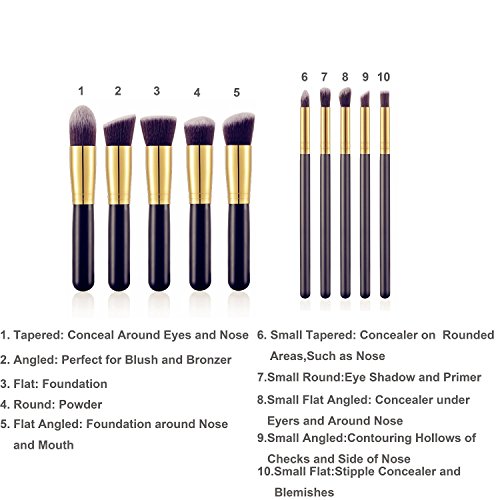 1 2 3 4 5 6 7 8 9 10
1. Tapered: Conceal Around Eyes and Nose
2. Angled: Perfect for Blush and Bronzer
3. Flat: Foundation
4. Round: Powder
5. Flat Angled: Foundation around Nose
and Mouth
6. Small Tapered: Concealer on Rounded
Areas,Such as Nose
7.Small Round:Eye Shadow and Primer
8.Small Flat Angled: Concealer under
Eyers and Around Nose
9.Small Angled:Contouring Hollows of
Checks and Side of Nose
10.Small Flat:Stipple Concealer and
Blemishes